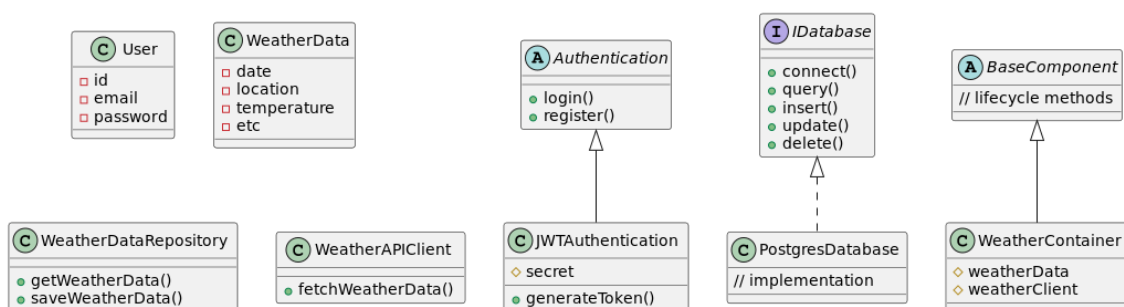 C User
id
email
password
C WeatherData
date
location
temperature
etc
A Authentication
login()
register()
I IDatabase
connect()
query()
insert()
update()
delete()
A BaseComponent
// lifecycle methods
C WeatherDataRepository
getWeatherData()
saveWeatherData()
C WeatherAPIClient
fetchWeatherData()
C JWTAuthentication
secret
generateToken()
C PostgresDatabase
// implementation
C WeatherContainer
weatherData
weatherClient